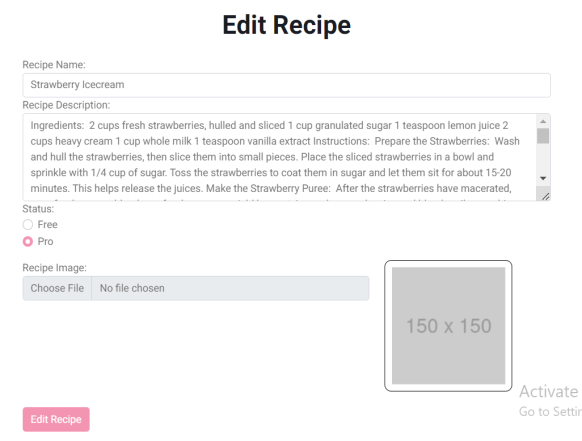 Edit Recipe
Recipe Name:
Strawberry Icecream
Recipe Description:
Ingredients: 2 cups fresh strawberries, hulled and sliced 1 cup granulated sugar 1 teaspoon lemon juice 2
cups heavy cream 1 cup whole milk 1 teaspoon vanilla extract Instructions: Prepare the Strawberries: Wash
and hull the strawberries, then slice them into small pieces. Place the sliced strawberries in a bowl and
sprinkle with 1/4 cup of sugar. Toss the strawberries to coat them in sugar and let them sit for about 15-20
minutes. This helps release the juices. Make the Strawberry Puree: After the strawberries have macerated,
Status:
Free
Pro
Recipe Image:
Choose File No file chosen
150 x 150
Activate
Go to Settin
Edit Recipe